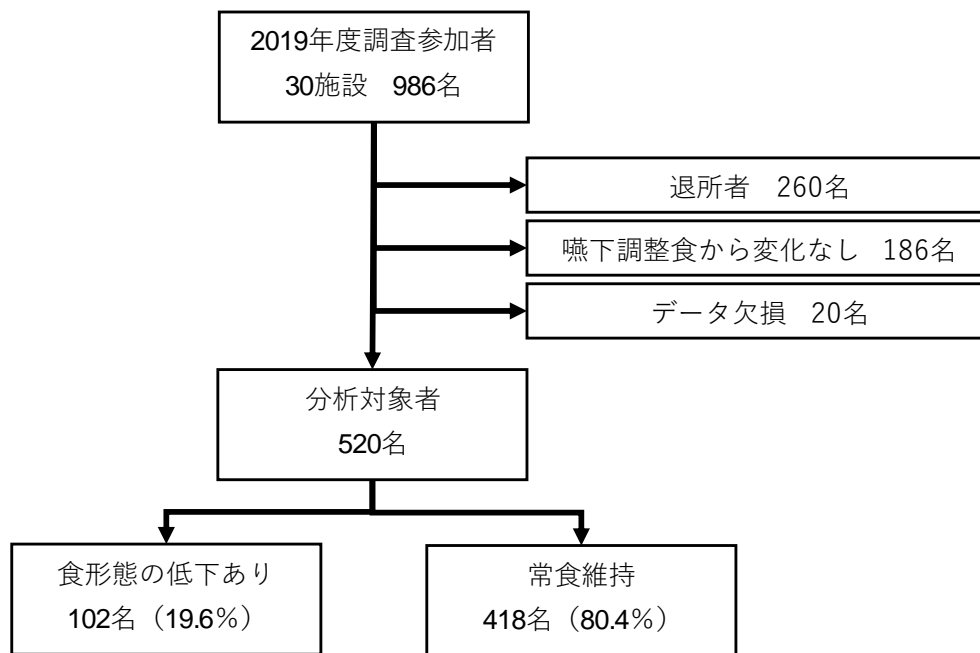 2019年度調査参加者
30施設　986名
退所者　260名
嚥下調整食から変化なし　186名
データ欠損　20名
分析対象者
520名
食形態の低下あり
102名（19.6％）
常食維持
418名（80.4％）